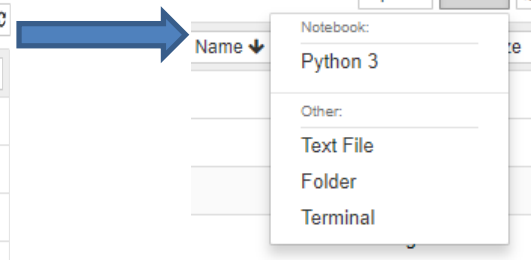 Notebook:
Name
Python 3
Other:
Text File
Folder
Terminal